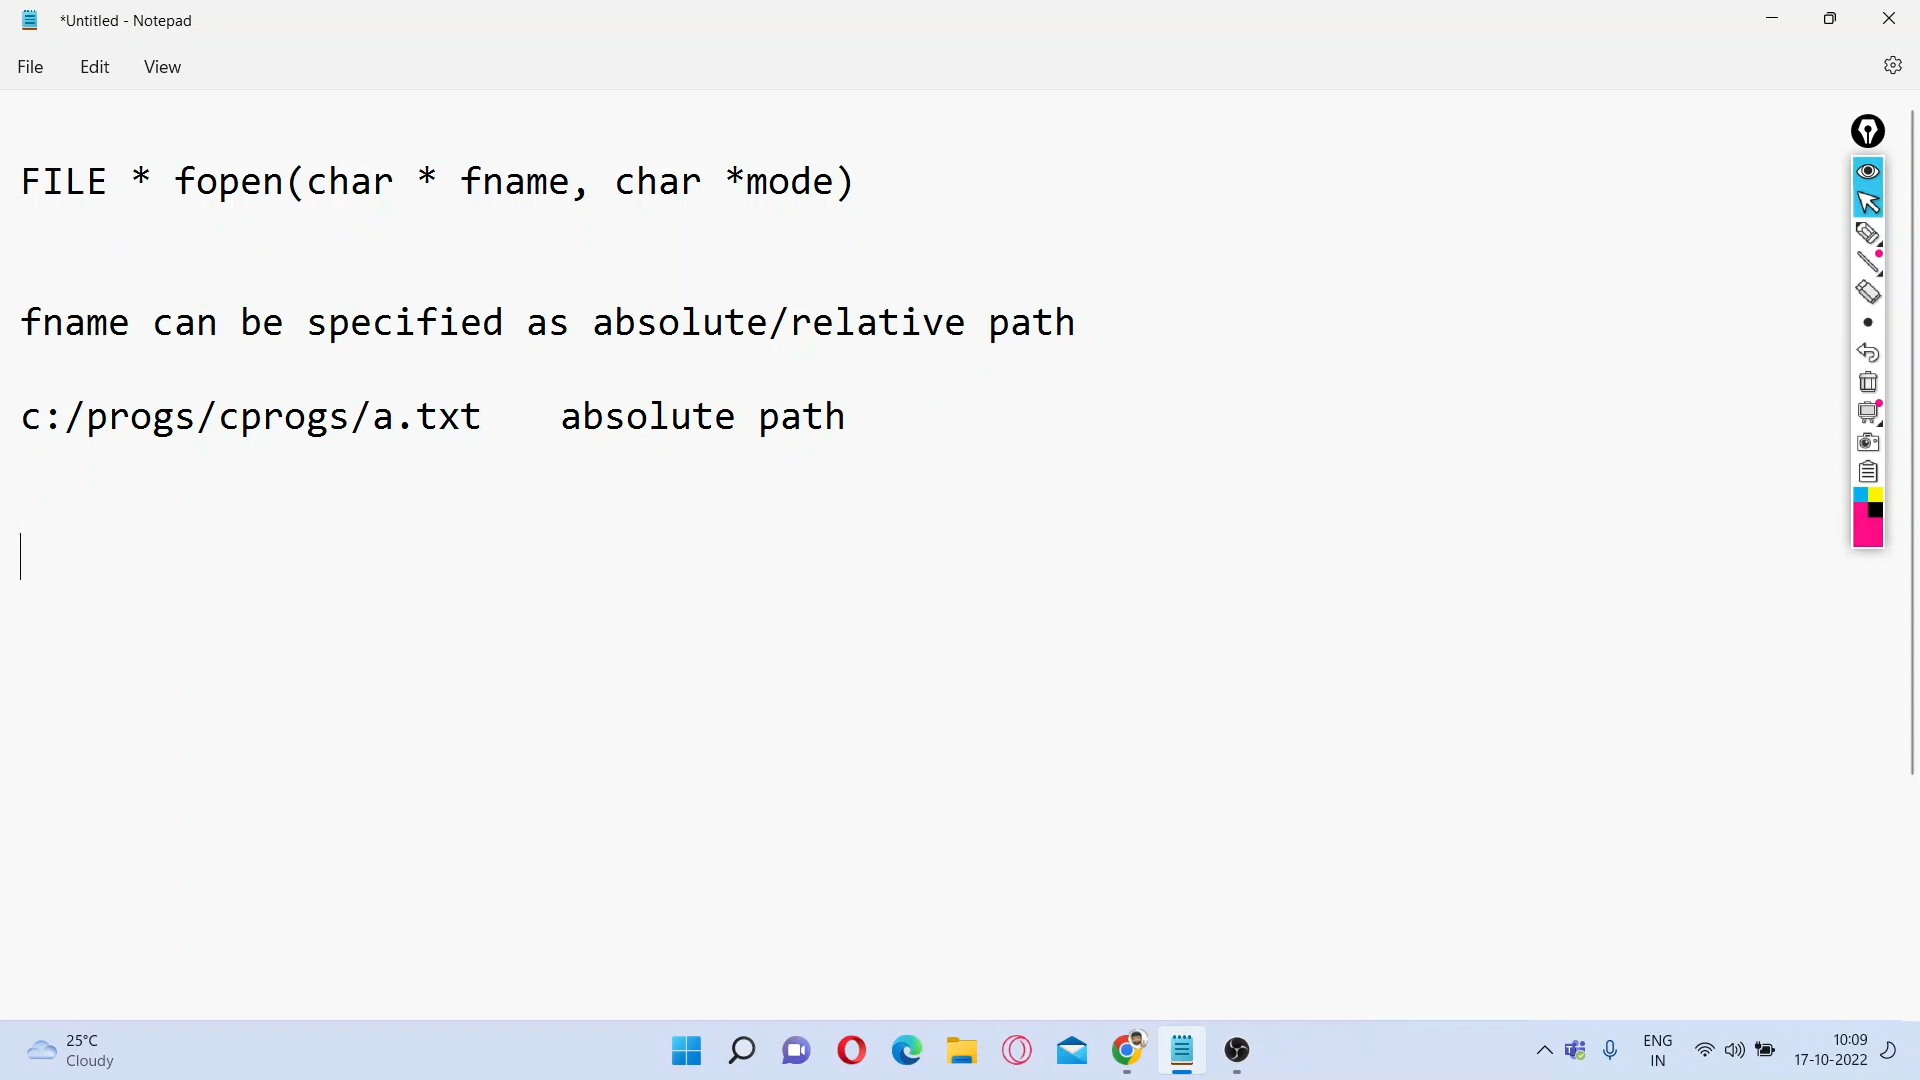 *Untitled - Notepad
File Edit View
FILE * fopen(char * fname, char *mode)
fname can be specified as absolute/relative path
c:/progs/cprogs/a.txt    absolute path
25°C
Cloudy
ENG
IN
10:09
17-10-2022